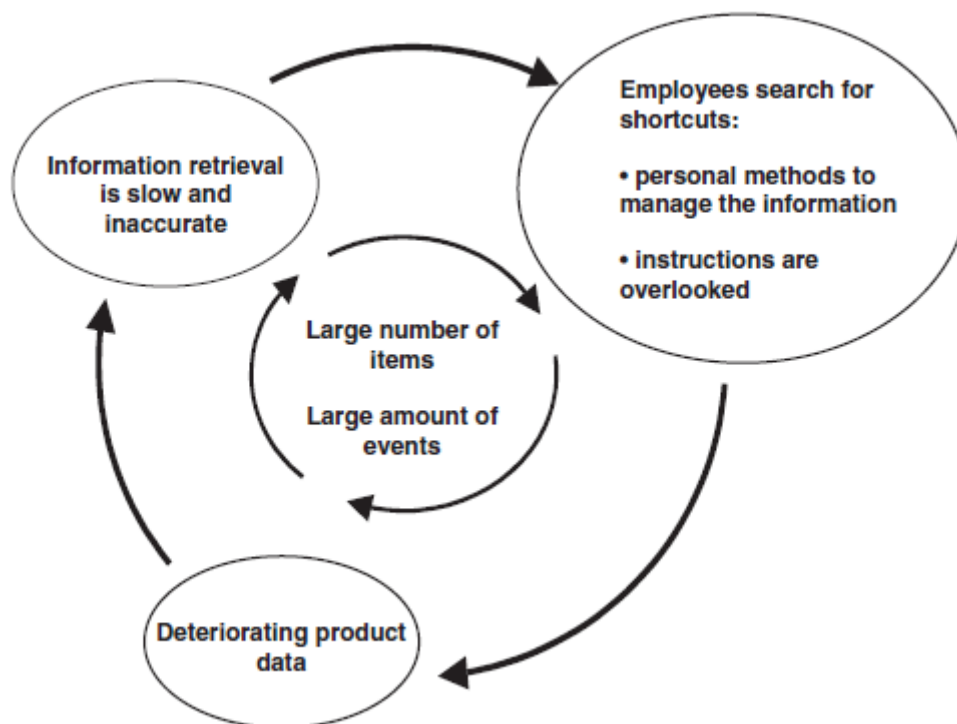 Information retrieval
is slow and
inaccurate
Employees search for
shortcuts:
• personal methods to
manage the information
• instructions are
overlooked
Large number of
items
Large amount of
events
Deteriorating product
data